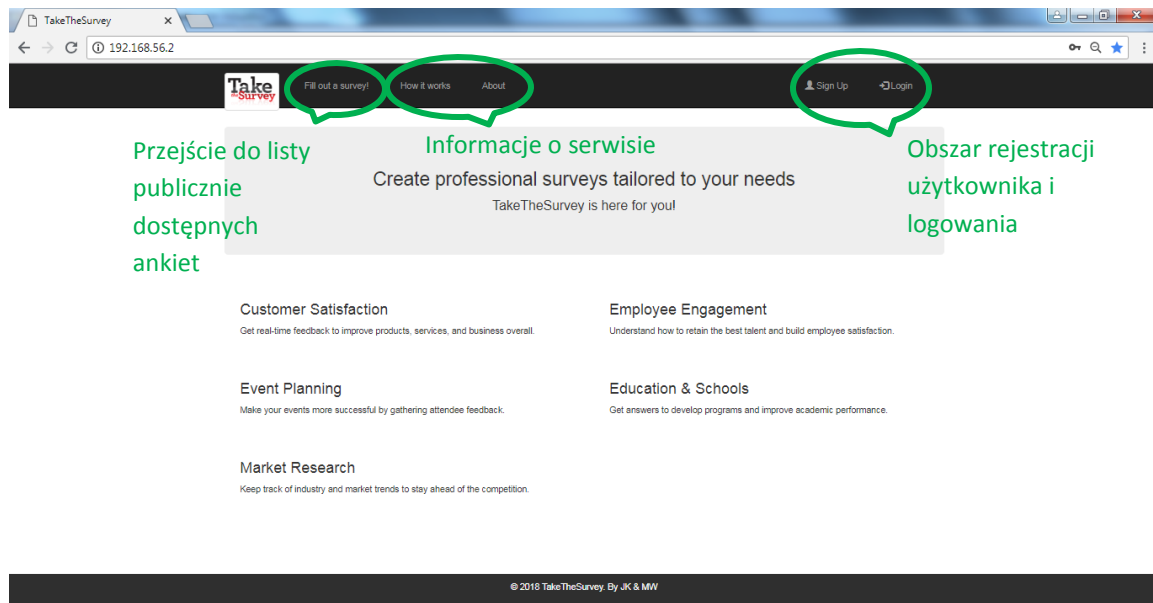 TakeTheSurvey
192.168.56.2
Take
the Survey
Fill out a survey! How it works About Sign Up Login
Przejście do listy
publicznie
dostępnych
ankiet
Informacje o serwisie
Obszar rejestracji
użytkownika i
logowania
Create professional surveys tailored to your needs
TakeTheSurvey is here for you!
Customer Satisfaction
Get real-time feedback to improve products, services, and business overall.
Employee Engagement
Understand how to retain the best talent and build employee satisfaction.
Event Planning
Make your events more successful by gathering attendee feedback.
Education & Schools
Get answers to develop programs and improve academic performance.
Market Research
Keep track of industry and market trends to stay ahead of the competition.
© 2018 TakeTheSurvey. By JK & MW